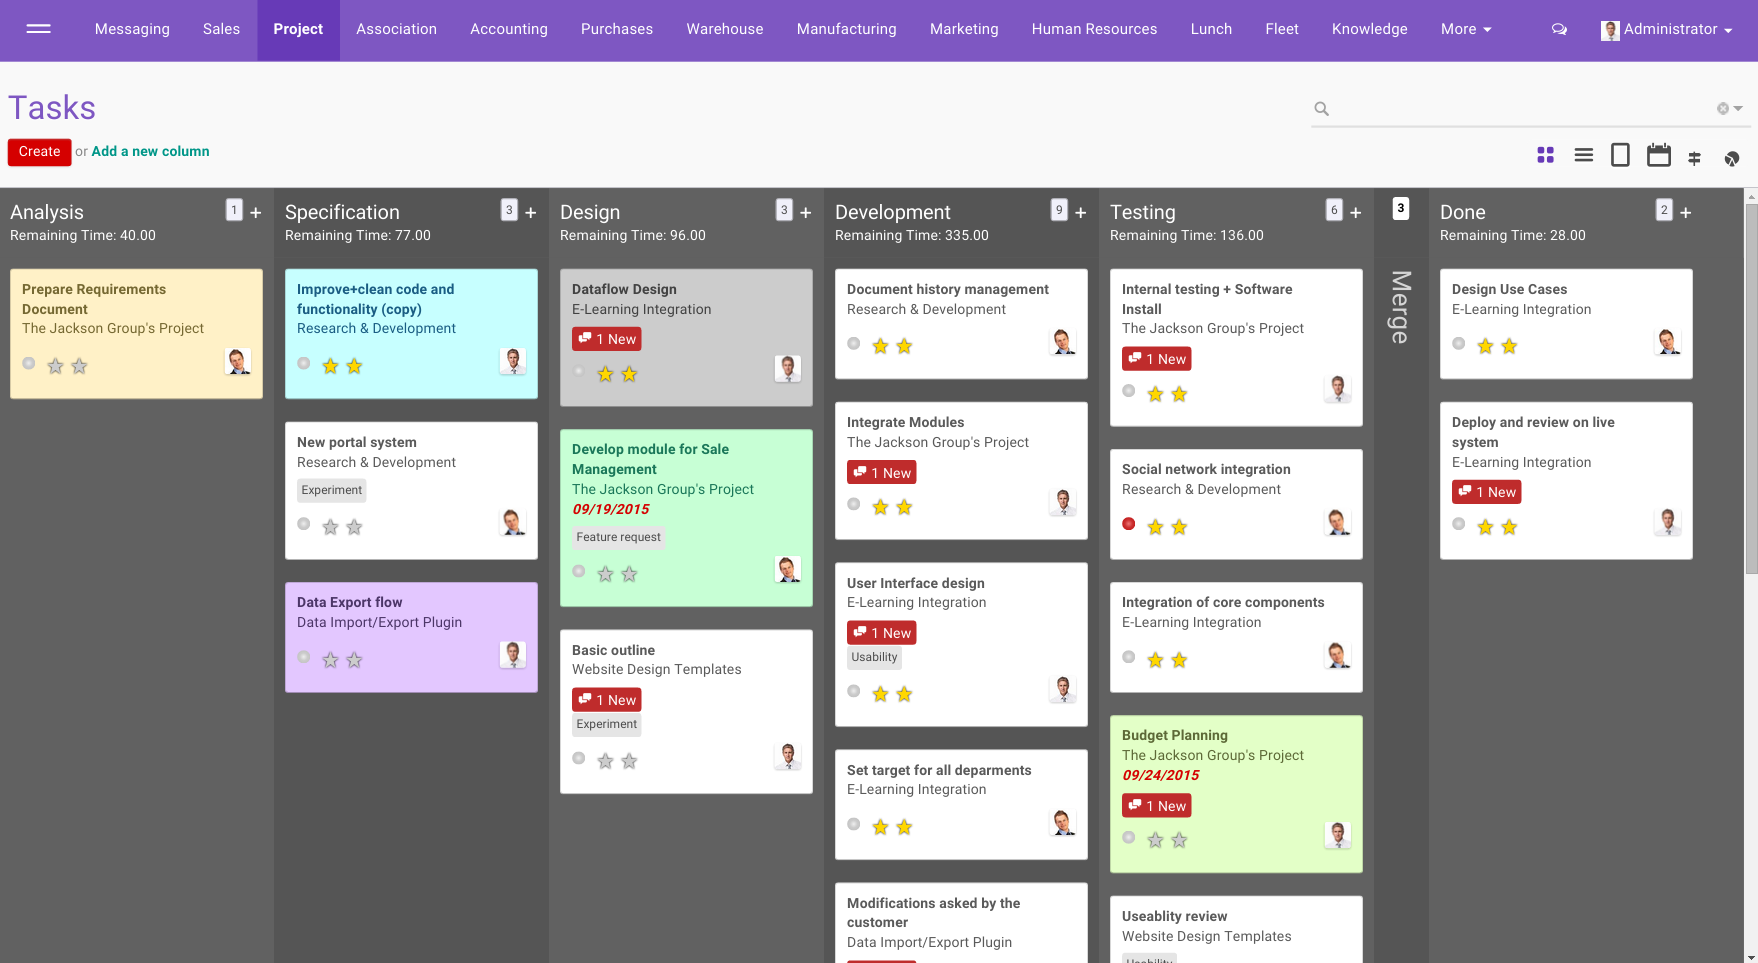 Messaging Sales Project Association Accounting Purchases Warehouse Manufacturing Marketing Human Resources Lunch Fleet Knowledge More Administrator
Tasks
Create or Add a new column
Analysis 1 +
Remaining Time: 40.00
Prepare Requirements
Document
The Jackson Group's Project
Specification 3 +
Remaining Time: 77.00
Improve+clean code and
functionality (copy)
Research & Development
New portal system
Research & Development
Experiment
Data Export flow
Data Import/Export Plugin
Design 3 +
Remaining Time: 96.00
Dataflow Design
E-Learning Integration
1 New
Develop module for Sale
Management
The Jackson Group's Project
09/19/2015
Feature request
Basic outline
Website Design Templates
1 New
Experiment
Development 9 +
Remaining Time: 335.00
Document history management
Research & Development
Integrate Modules
The Jackson Group's Project
1 New
User Interface design
E-Learning Integration
1 New
Usability
Set target for all deparments
E-Learning Integration
Modifications asked by the
customer
Data Import/Export Plugin
Testing 6 +
Remaining Time: 136.00
Internal testing + Software
Install
The Jackson Group's Project
1 New
Social network integration
Research & Development
Integration of core components
E-Learning Integration
Budget Planning
The Jackson Group's Project
09/24/2015
1 New
Useablity review
Website Design Templates
Usability
3
Merge
Done 2 +
Remaining Time: 28.00
Design Use Cases
E-Learning Integration
Deploy and review on live
system
E-Learning Integration
1 New